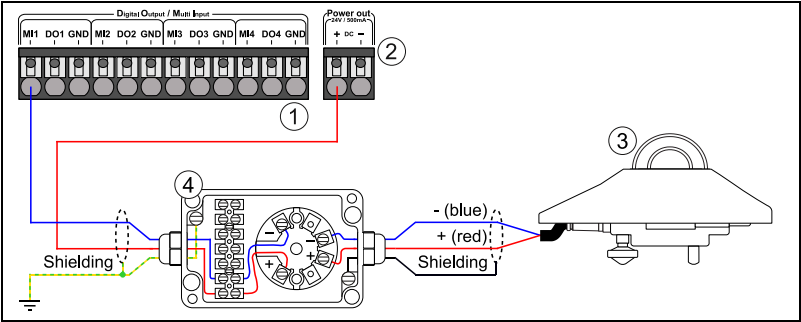 Digital Output / Multi Input
Power out
24V / 500mA
MI1 DO1 GND MI2 DO2 GND MI3 DO3 GND MI4 DO4 GND
+ DC −
2
1
3
4
− (blue)
+ (red)
Shielding
Shielding
− −
+ +